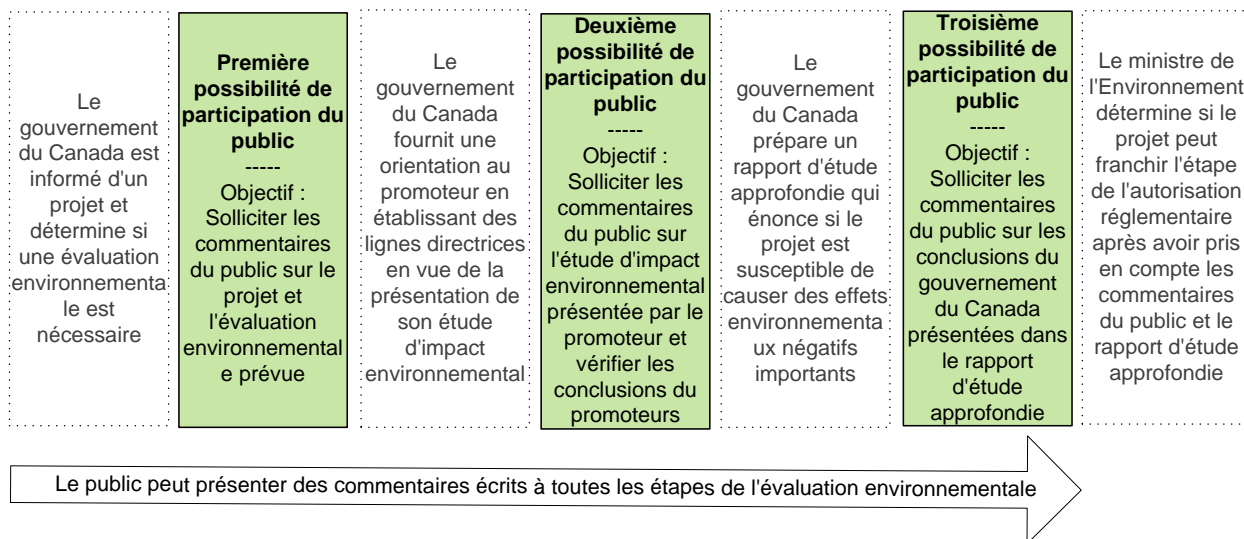 Le
gouvernement
du Canada est
informé d'un
projet et
détermine si
une évaluation
environnementa
le est
nécessaire
Première
possibilité de
participation du
public
-----
Objectif :
Solliciter les
commentaires
du public sur le
projet et
l'évaluation
environnemental
e prévue
Le
gouvernement
du Canada
fournit une
orientation au
promoteur en
établissant des
lignes directrices
en vue de la
présentation de
son étude
d'impact
environnemental
Deuxième
possibilité de
participation du
public
-----
Objectif :
Solliciter les
commentaires
du public sur
l'étude d'impact
environnemental
présentée par le
promoteur et
vérifier les
conclusions du
promoteurs
Le
gouvernement
du Canada
prépare un
rapport d'étude
approfondie qui
énonce si le
projet est
susceptible de
causer des effets
environnementa
ux négatifs
importants
Troisième
possibilité de
participation du
public
-----
Objectif :
Solliciter les
commentaires
du public sur les
conclusions du
gouvernement
du Canada
présentées dans
le rapport
d'étude
approfondie
Le ministre de
l'Environnement
détermine si le
projet peut
franchir l'étape
de l'autorisation
réglementaire
après avoir pris
en compte les
commentaires
du public et le
rapport d'étude
approfondie
Le public peut présenter des commentaires écrits à toutes les étapes de l'évaluation environnementale